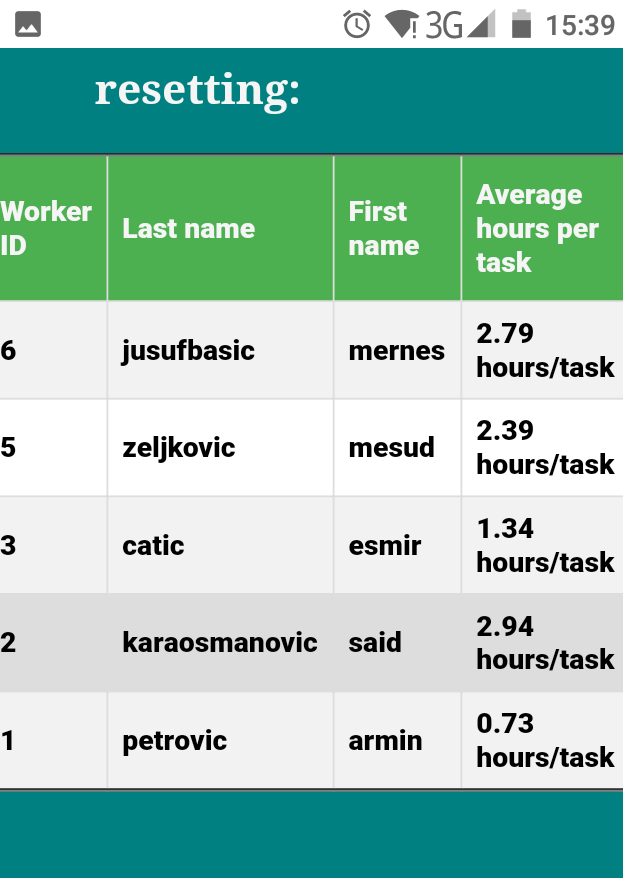 3G 15:39
resetting:
Worker ID Last name First name Average hours per task
6 jusufbasic mernes 2.79 hours/task
5 zeljkovic mesud 2.39 hours/task
3 catic esmir 1.34 hours/task
2 karaosmanovic said 2.94 hours/task
1 petrovic armin 0.73 hours/task